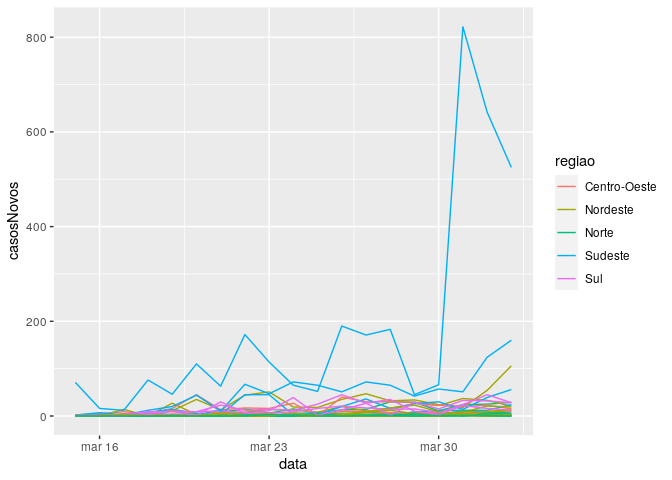 800
600
400
200
0
casosNovos
mar 16
mar 23
mar 30
data
regiao
Centro-Oeste
Nordeste
Norte
Sudeste
Sul